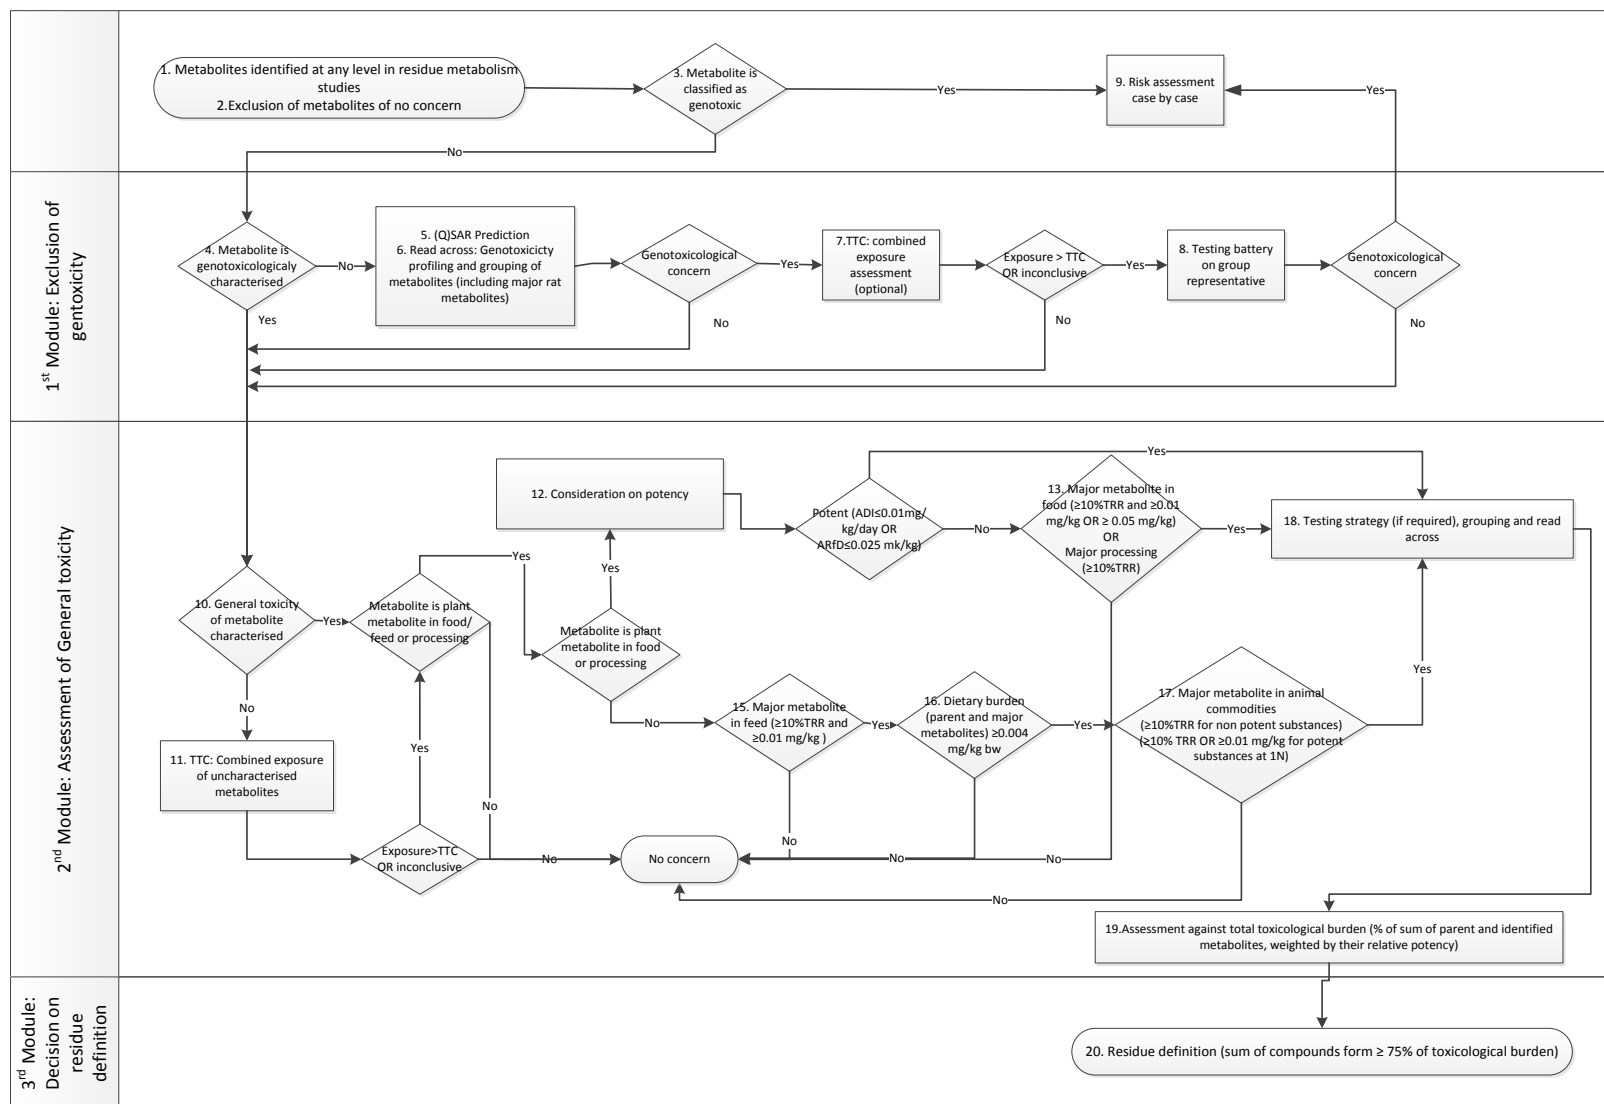 1. Metabolites identified at any level in residue metabolism
studies
2.Exclusion of metabolites of no concern
3. Metabolite is
classified as
genotoxic
Yes
9. Risk assessment
case by case
Yes
No
1st Module: Exclusion of
gentoxicity
4. Metabolite is
genotoxicologicaly
characterised
No
5. (Q)SAR Prediction
6. Read across: Genotoxicicty
profiling and grouping of
metabolites (including major rat
metabolites)
Genotoxicological
concern
Yes
7.TTC: combined
exposure
assessment
(optional)
Exposure > TTC
OR inconclusive
Yes
8. Testing battery
on group
representative
Genotoxicological
concern
Yes
No
No
No
2nd Module: Assessment of General toxicity
12. Consideration on potency
Potent (ADI≤0.01mg/
kg/day OR
ARfD≤0.025 mk/kg)
Yes
No
13. Major metabolite in
food (≥10%TRR and ≥0.01
mg/kg OR ≥ 0.05 mg/kg)
OR
Major processing
(≥10%TRR)
Yes
18. Testing strategy (if required), grouping and read
across
Yes
Yes
10. General toxicity
of metabolite
characterised
Yes
Metabolite is plant
metabolite in food/
feed or processing
Metabolite is plant
metabolite in food
or processing
Yes
No
No
15. Major metabolite
in feed (≥10%TRR and
≥0.01 mg/kg )
Yes
16. Dietary burden
(parent and major
metabolites) ≥0.004
mg/kg bw
Yes
17. Major metabolite in animal
commodities
(≥10%TRR for non potent substances)
(≥10% TRR OR ≥0.01 mg/kg for potent
substances at 1N)
11. TTC: Combined exposure
of uncharacterised
metabolites
Yes
No
No
Exposure>TTC
OR inconclusive
No
No concern
No
No
No
19.Assessment against total toxicological burden (% of sum of parent and identified
metabolites, weighted by their relative potency)
3rd Module:
Decision on
residue
definition
20. Residue definition (sum of compounds form ≥ 75% of toxicological burden)